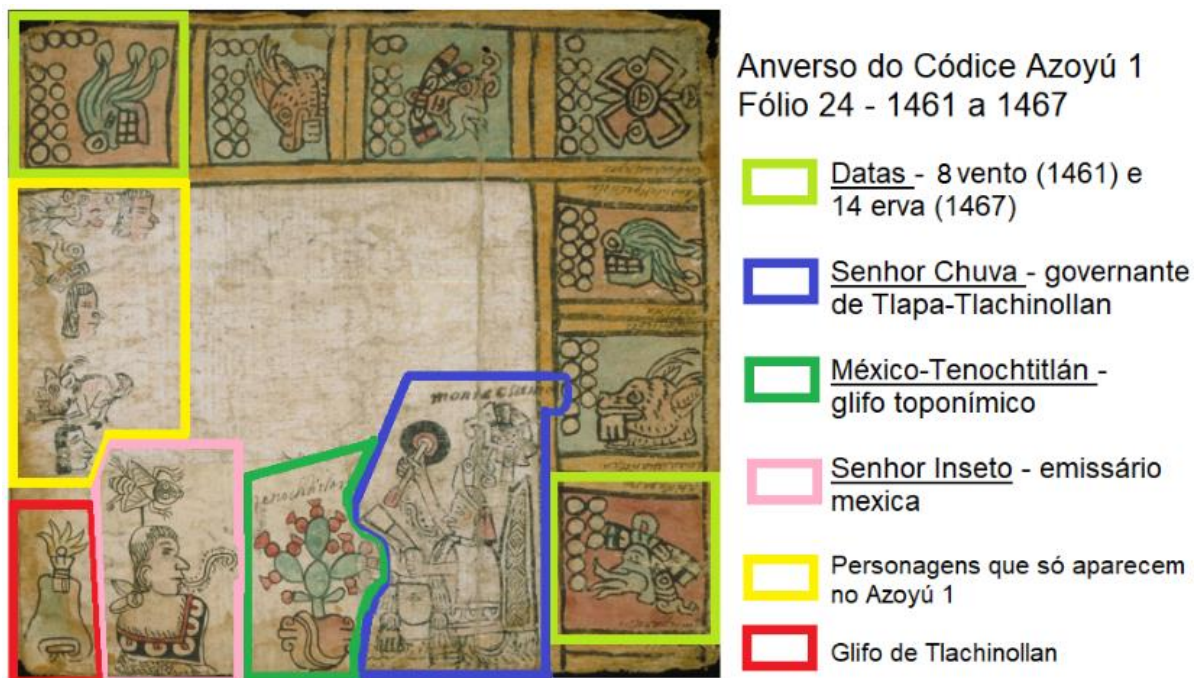 Anverso do Códice Azoyú 1
Fólio 24 - 1461 a 1467
Datas - 8 vento (1461) e
14 erva (1467)
Senhor Chuva - governante
de Tlapa-Tlachinollan
México-Tenochtitlán -
glifo toponímico
Senhor Inseto - emissário
mexica
Personagens que só aparecem
no Azoyú 1
Glifo de Tlachinollan